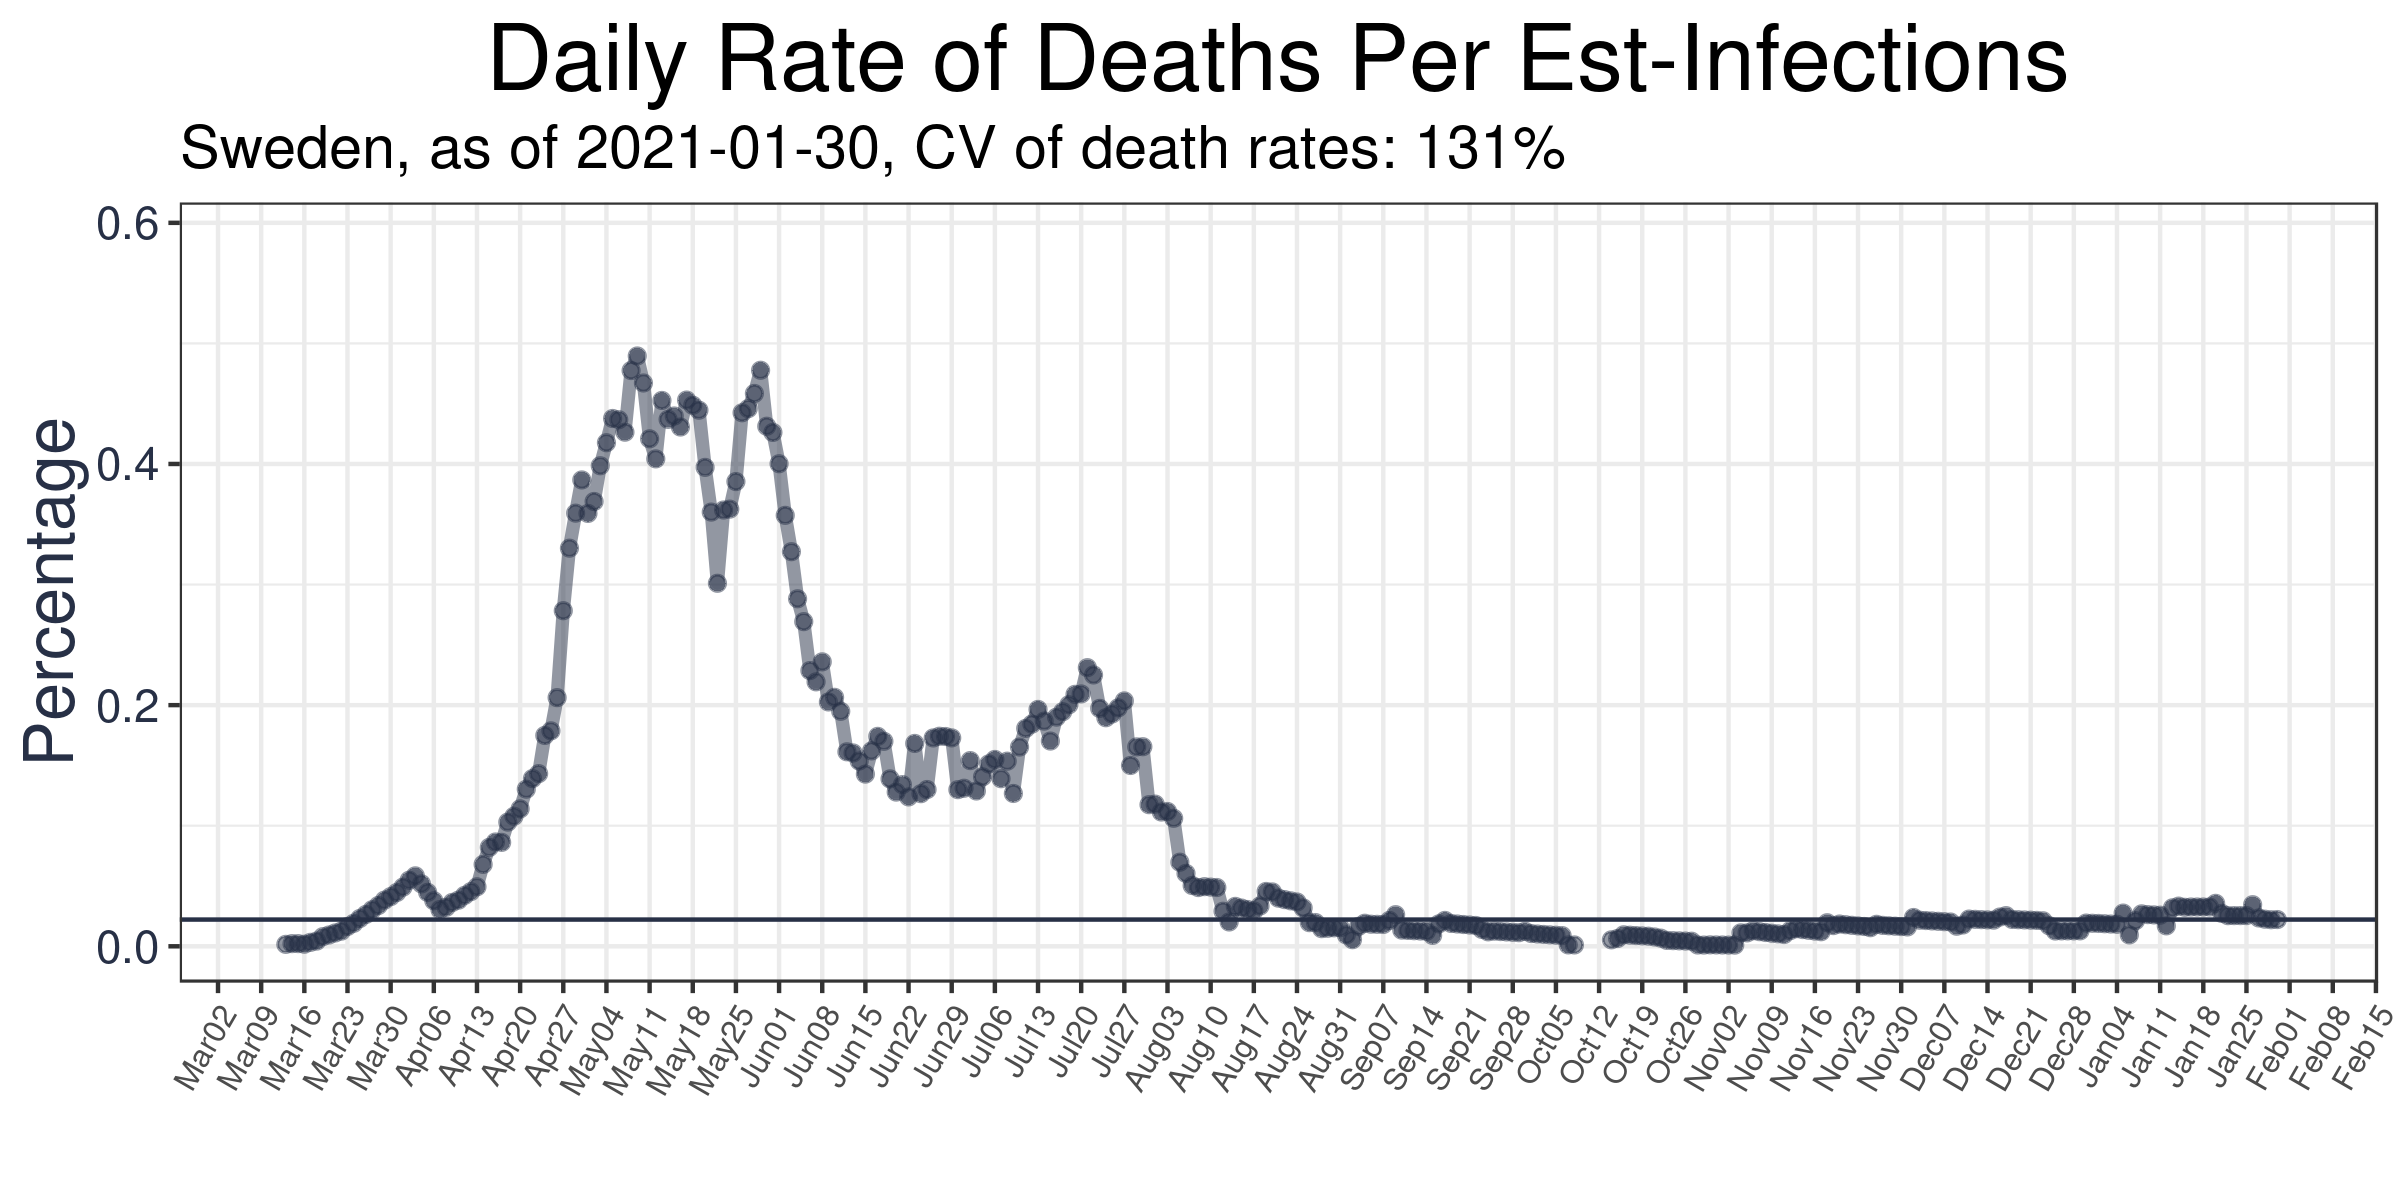 Daily Rate of Deaths Per Est-Infections
Sweden, as of 2021-01-30, CV of death rates: 131%
Percentage
0.6
0.4
0.2
0.0
Mar02
Mar09
Mar16
Mar23
Mar30
Apr06
Apr13
Apr20
Apr27
May04
May11
May18
May25
Jun01
Jun08
Jun15
Jun22
Jun29
Jul06
Jul13
Jul20
Jul27
Aug03
Aug10
Aug17
Aug24
Aug31
Sep07
Sep14
Sep21
Sep28
Oct05
Oct12
Oct19
Oct26
Nov02
Nov09
Nov16
Nov23
Nov30
Dec07
Dec14
Dec21
Dec28
Jan04
Jan11
Jan18
Jan25
Feb01
Feb08
Feb15